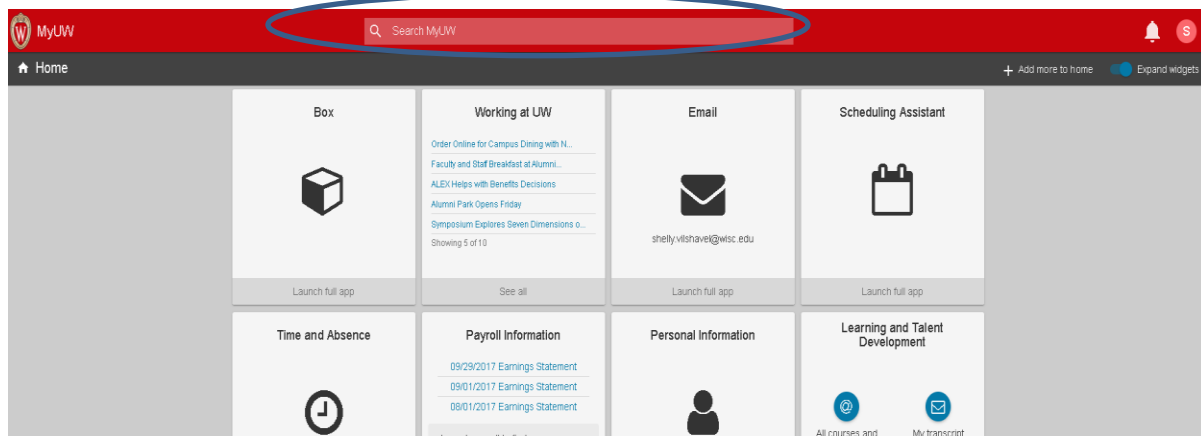 MyUW
Search MyUW
S
Home
Add more to home
Expand widgets
Box
Launch full app
Working at UW
Order Online for Campus Dining with N...
Faculty and Staff Breakfast at Alumni...
ALEX Helps with Benefits Decisions
Alumni Park Opens Friday
Symposium Explores Seven Dimensions o...
Showing 5 of 10
See all
Email
shelly.vilshavel@wisc.edu
Launch full app
Scheduling Assistant
Launch full app
Time and Absence
Payroll Information
09/29/2017 Earnings Statement
09/01/2017 Earnings Statement
08/01/2017 Earnings Statement
Personal Information
Learning and Talent
Development
All courses and
My transcript